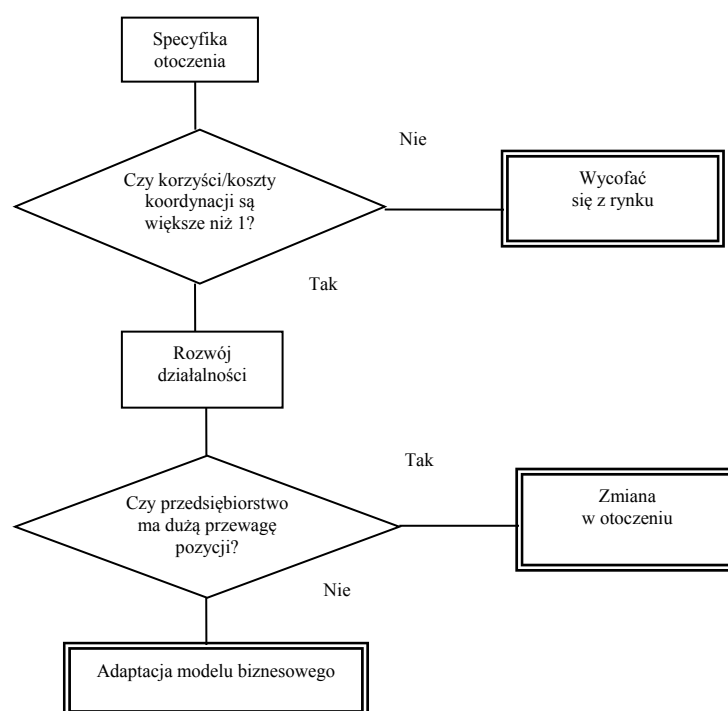 Specyfika
otoczenia
Nie
Czy korzyści/koszty
koordynacji są
większe niż 1?
Wycofać
się z rynku
Tak
Rozwój
działalności
Tak
Czy przedsiębiorstwo
ma dużą przewagę
pozycji?
Zmiana
w otoczeniu
Nie
Adaptacja modelu biznesowego